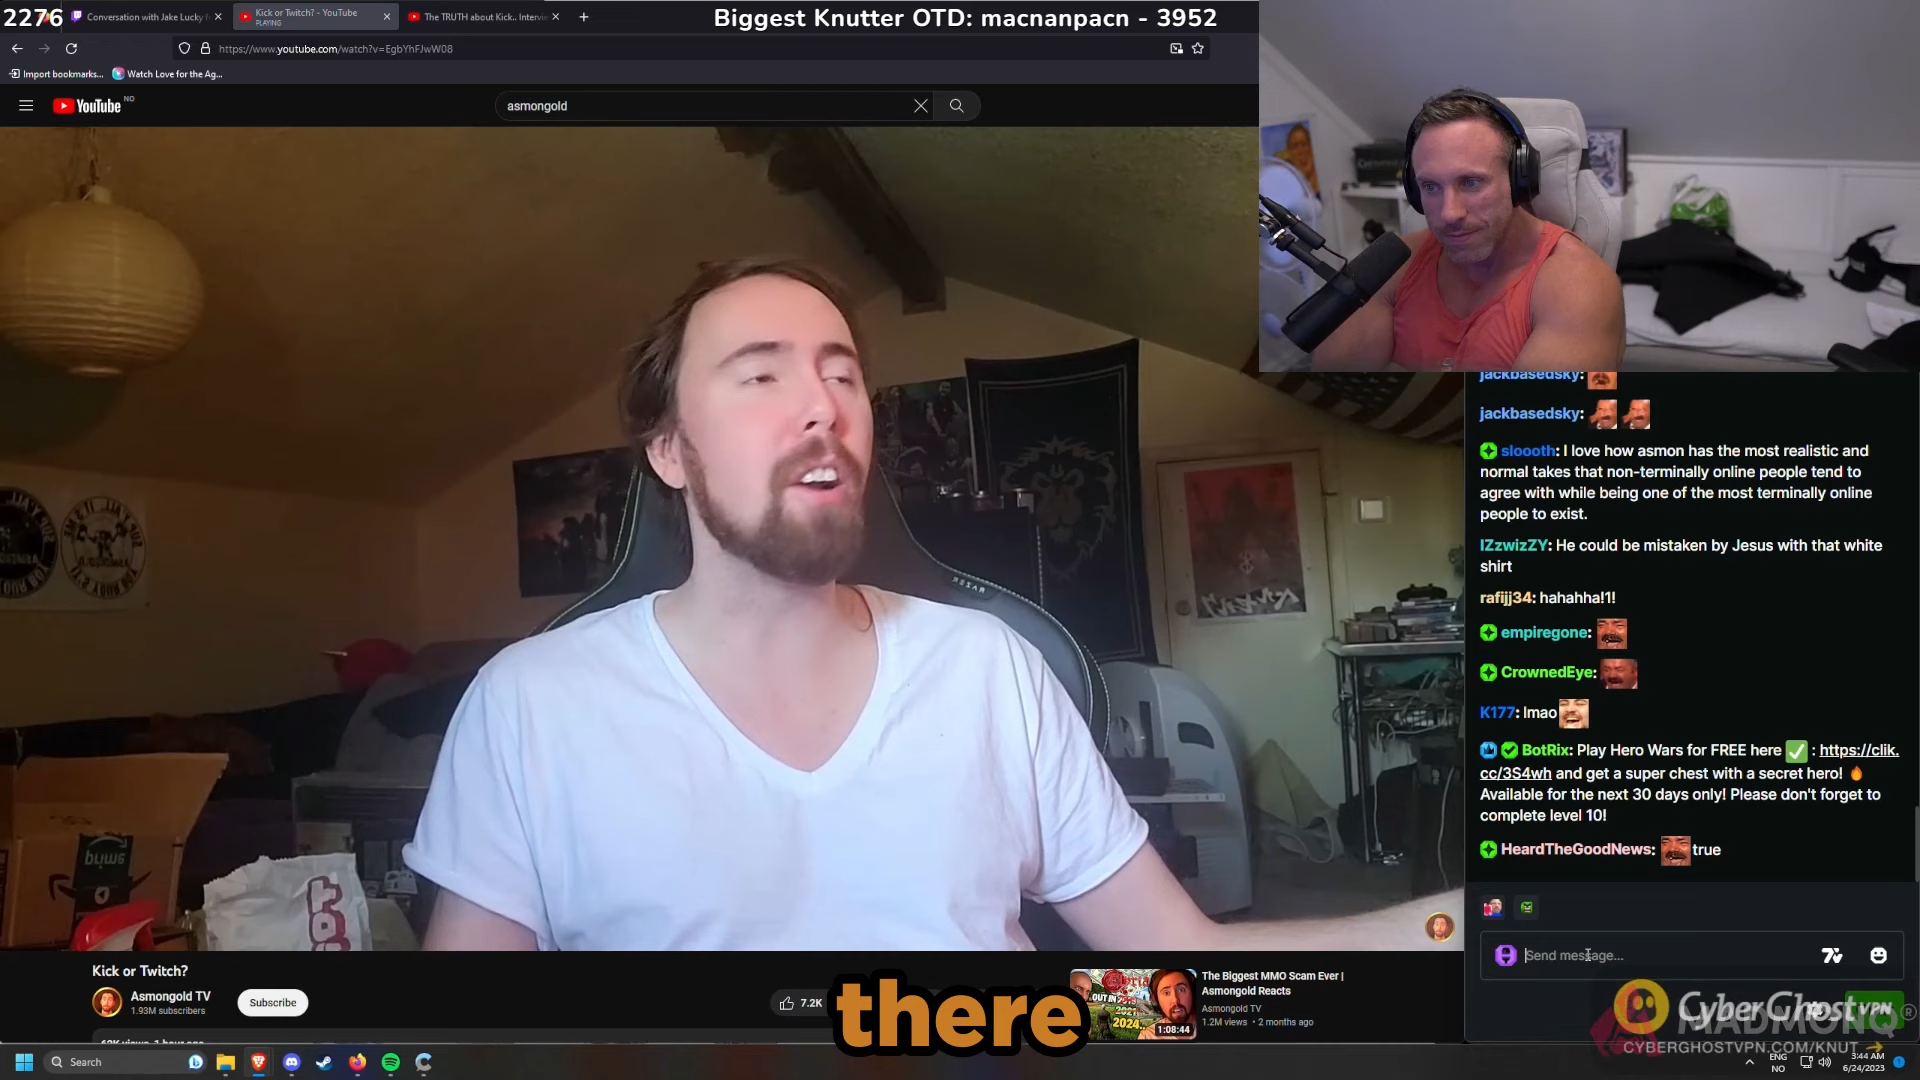 2276
Conversation with Jake Lucky f
Kick or Twitch? - YouTube
PLAYING
The TRUTH about Kick.. Intervi
Biggest Knutter OTD: macnanpacn - 3952
https://www.youtube.com/watch?v=EgbYhFJwW08
Import bookmarks...
Watch Love for the Ag...
YouTube NO
asmongold
jackbasedsky:
jackbasedsky:
sloooth: I love how asmon has the most realistic and
normal takes that non-terminally online people tend to
agree with while being one of the most terminally online
people to exist.
IZzwizZY: He could be mistaken by Jesus with that white
shirt
rafijj34: hahahha!1!
empiregone:
CrownedEye:
K177: lmao
BotRix: Play Hero Wars for FREE here ✅ : https://clik.
cc/3S4wh and get a super chest with a secret hero! 🔥
Available for the next 30 days only! Please don't forget to
complete level 10!
HeardTheGoodNews: true
Send message...
RAZER
Kick or Twitch?
Asmongold TV
1.93M subscribers
Subscribe
7.2K
there
OUT IN
2024...
1:08:44
The Biggest MMO Scam Ever |
Asmongold Reacts
Asmongold TV
1.2M views • 2 months ago
CyberGhost VPN
MADMONQ®
CYBERGHOSTVPN.COM/KNUT
Search
ENG
NO
3:44 AM
6/24/2023